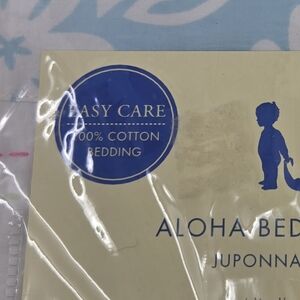 EASY CARE
100% COTTON
BEDDING
ALOHA BED
JUPONNA